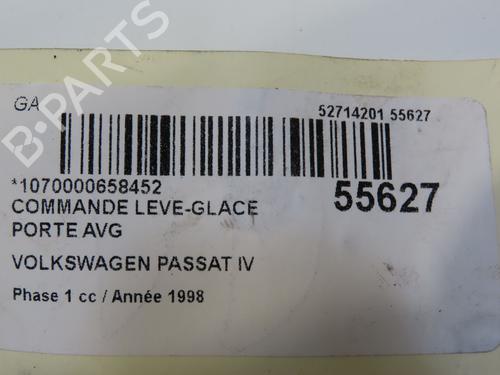 GA
52714201 55627
*1070000658452
55627
COMMANDE LEVE-GLACE
PORTE AVG
VOLKSWAGEN PASSAT IV
Phase 1 cc / Année 1998
B-PARTS